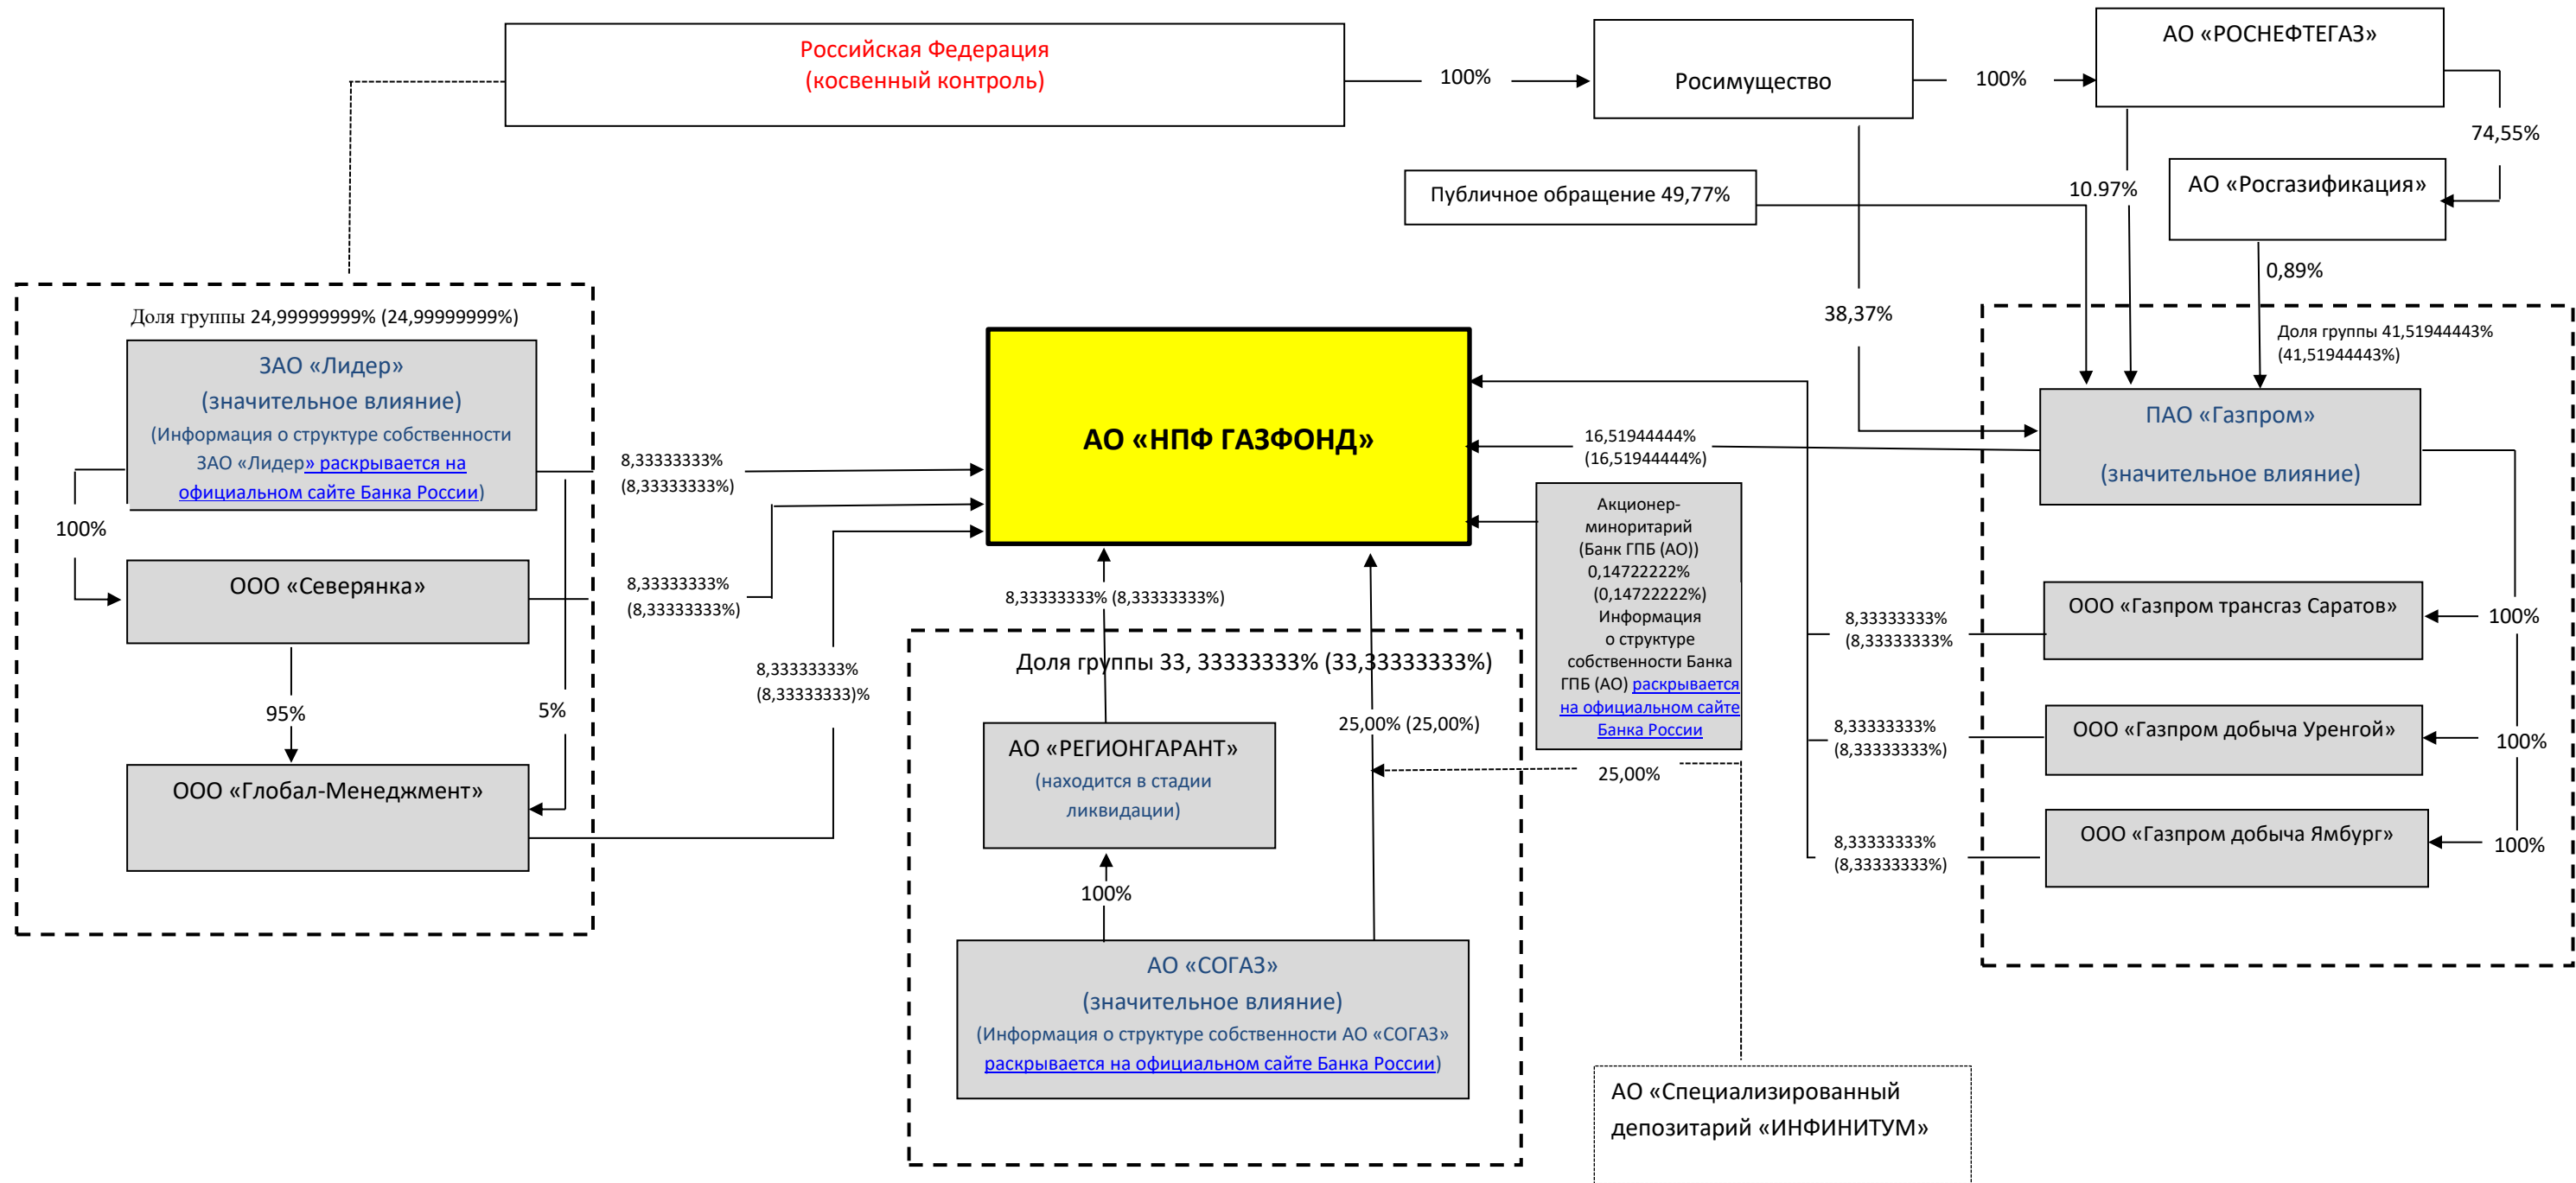 Российская Федерация
(косвенный контроль)
100%
Росимущество
100%
АО «РОСНЕФТЕГАЗ»
74,55%
Публичное обращение 49,77%
10.97%
АО «Росгазификация»
0,89%
38,37%
Доля группы 24,99999999% (24,99999999%)
ЗАО «Лидер»
(значительное влияние)
(Информация о структуре собственности
ЗАО «Лидер» раскрывается на
официальном сайте Банка России)
100%
ООО «Северянка»
95%
5%
ООО «Глобал-Менеджмент»
8,33333333%
(8,33333333%)
8,33333333%
(8,33333333%)
8,33333333%
(8,33333333)%
АО «НПФ ГАЗФОНД»
8,33333333% (8,33333333%)
Доля группы 33, 33333333% (33,33333333%)
25,00% (25,00%)
АО «РЕГИОНГАРАНТ»
(находится в стадии
ликвидации)
100%
АО «СОГАЗ»
(значительное влияние)
(Информация о структуре собственности АО «СОГАЗ»
раскрывается на официальном сайте Банка России)
16,51944444%
(16,51944444%)
Акционер-
миноритарий
(Банк ГПБ (АО))
0,14722222%
(0,14722222%)
Информация
о структуре
собственности Банка
ГПБ (АО) раскрывается
на официальном сайте
Банка России
25,00%
АО «Специализированный
депозитарий «ИНФИНИТУМ»
Доля группы 41,51944443%
(41,51944443%)
ПАО «Газпром»
(значительное влияние)
8,33333333%
(8,33333333%
ООО «Газпром трансгаз Саратов»
100%
8,33333333%
(8,33333333%)
ООО «Газпром добыча Уренгой»
100%
8,33333333%
(8,33333333%)
ООО «Газпром добыча Ямбург»
100%